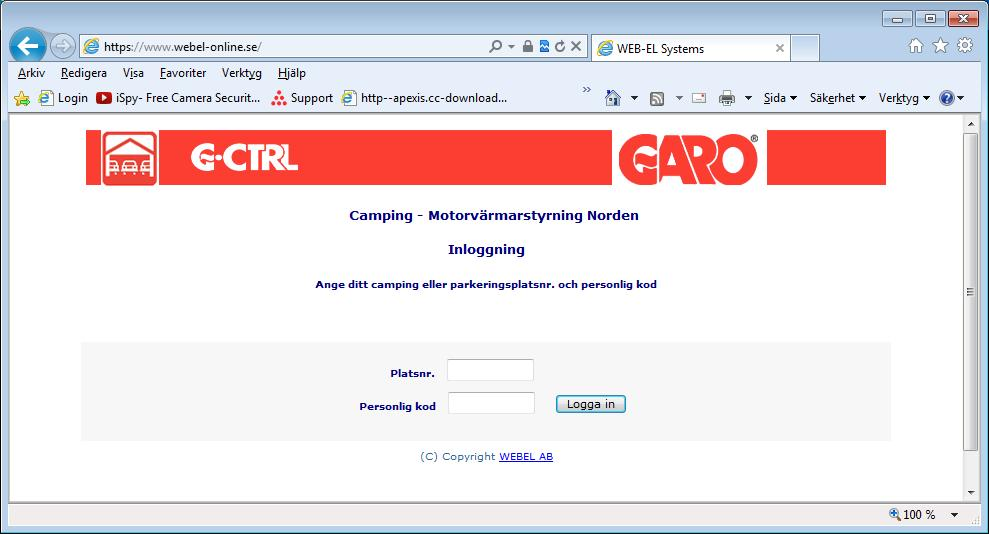 https://www.webel-online.se/
WEB-EL Systems
Arkiv Redigera Visa Favoriter Verktyg Hjälp
Login iSpy- Free Camera Securit... Support http--apexis.cc-download... » Sida Säkerhet Verktyg
G-CTRL GARO®
Camping - Motorvärmarstyrning Norden
Inloggning
Ange ditt camping eller parkeringsplatsnr. och personlig kod
Platsnr.
Personlig kod Logga in
(C) Copyright WEBEL AB
100 %